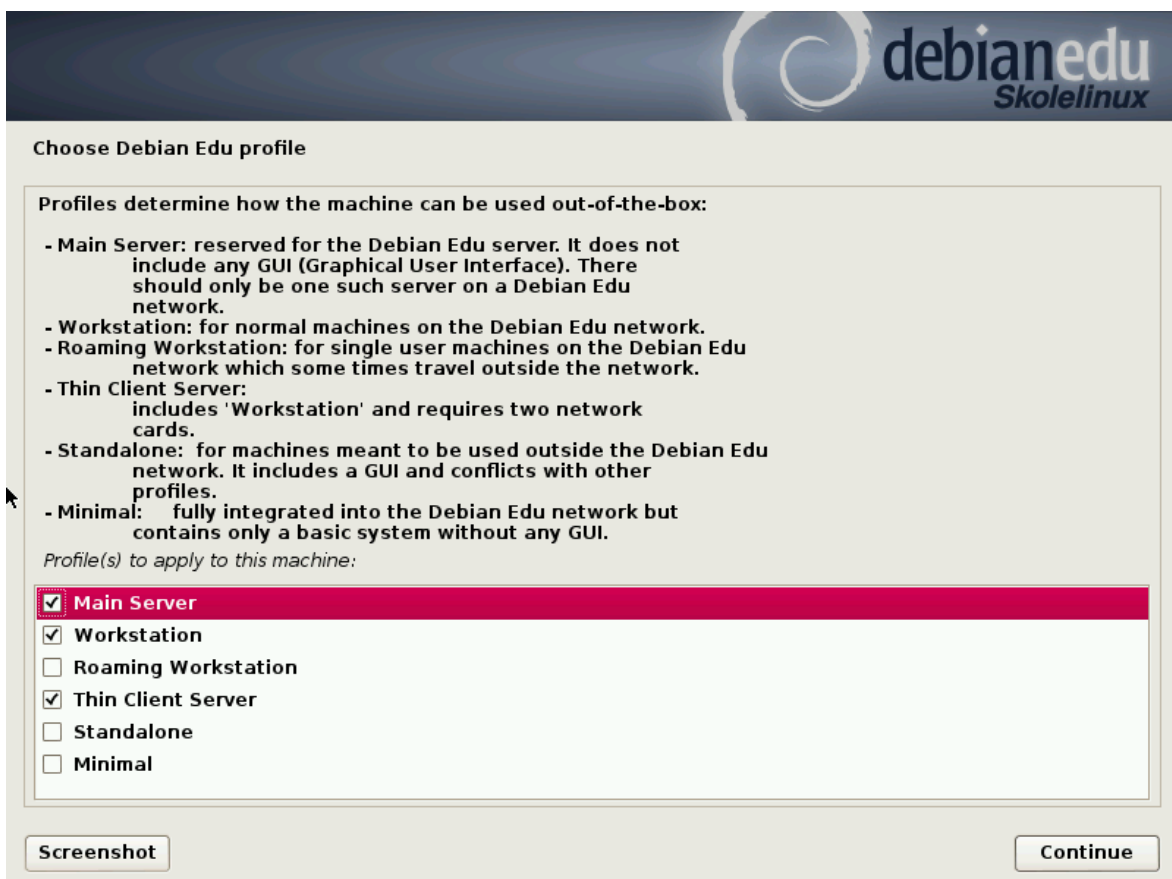 debianedu
Skolelinux
Choose Debian Edu profile
Profiles determine how the machine can be used out-of-the-box:
- Main Server: reserved for the Debian Edu server. It does not
include any GUI (Graphical User Interface). There
should only be one such server on a Debian Edu
network.
- Workstation: for normal machines on the Debian Edu network.
- Roaming Workstation: for single user machines on the Debian Edu
network which some times travel outside the network.
- Thin Client Server:
includes 'Workstation' and requires two network
cards.
- Standalone: for machines meant to be used outside the Debian Edu
network. It includes a GUI and conflicts with other
profiles.
- Minimal: fully integrated into the Debian Edu network but
contains only a basic system without any GUI.
Profile(s) to apply to this machine:
Main Server
Workstation
Roaming Workstation
Thin Client Server
Standalone
Minimal
Screenshot
Continue